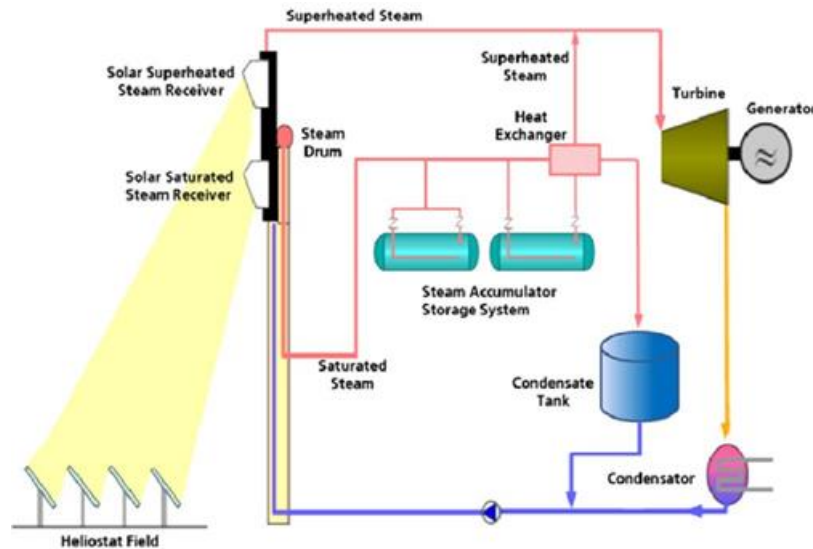 Superheated Steam
Solar Superheated
Steam Receiver
Superheated
Steam
Turbine
Generator
Heat
Exchanger
Steam
Drum
Solar Saturated
Steam Receiver
Steam Accumulator
Storage System
Saturated
Steam
Condensate
Tank
Condensator
Heliostat Field